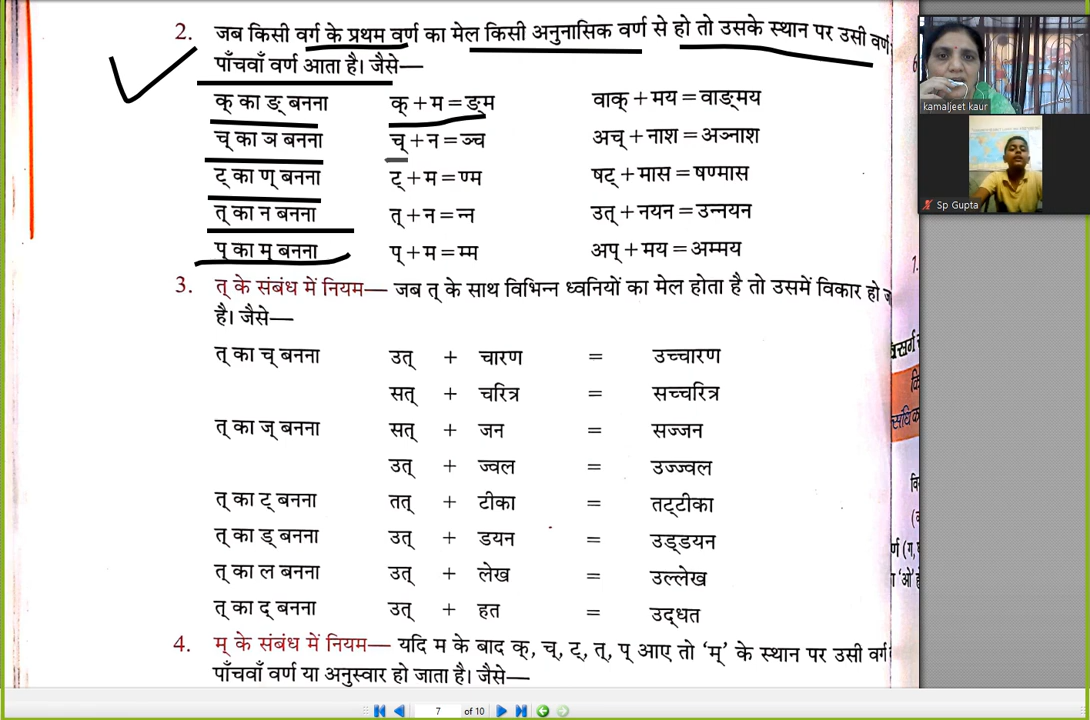 2. जब किसी वर्ग के प्रथम वर्ण का मेल किसी अनुनासिक वर्ण से हो तो उसके स्थान पर उसी वर्ण
पाँचवाँ वर्ण आता है। जैसे—
क् का ङ् बनना क् + म = ङ्म वाक् + मय = वाङ्मय
च् का ञ बनना च् + न = ञ्च अच् + नाश = अञ्नाश
ट् का ण् बनना ट् + म = ण्म षट् + मास = षण्मास
त् का न बनना त् + न = न्न उत् + नयन = उन्नयन
प् का म् बनना प् + म = म्म अप् + मय = अम्मय
3. त् के संबंध में नियम— जब त् के साथ विभिन्न ध्वनियों का मेल होता है तो उसमें विकार हो
है। जैसे—
त् का च् बनना उत् + चारण = उच्चारण
सत् + चरित्र = सच्चरित्र
त् का ज् बनना सत् + जन = सज्जन
उत् + ज्वल = उज्ज्वल
त् का ट् बनना तत् + टीका = तट्टीका
त् का ड् बनना उत् + डयन = उड्डयन
त् का ल बनना उत् + लेख = उल्लेख
त् का द् बनना उत् + हत = उद्धत
4. म् के संबंध में नियम— यदि म के बाद क्, च्, ट्, त्, प् आए तो ‘म्’ के स्थान पर उसी वर्ग
पाँचवां वर्ण या अनुस्वार हो जाता है। जैसे—
kamaljeet kaur
Sp Gupta
7 of 10